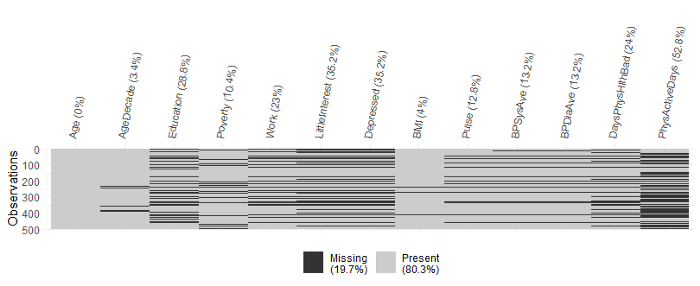 Age (0%)
AgeDecade (3.4%)
Education (28.8%)
Poverty (10.4%)
Work (23%)
LittleInterest (35.2%)
Depressed (35.2%)
BMI (4%)
Pulse (12.8%)
BPSysAve (13.2%)
BPDiaAve (13.2%)
DaysPhysHlthBad (24%)
PhysActiveDays (52.8%)
Observations
0
100
200
300
400
500
Missing
(19.7%)
Present
(80.3%)